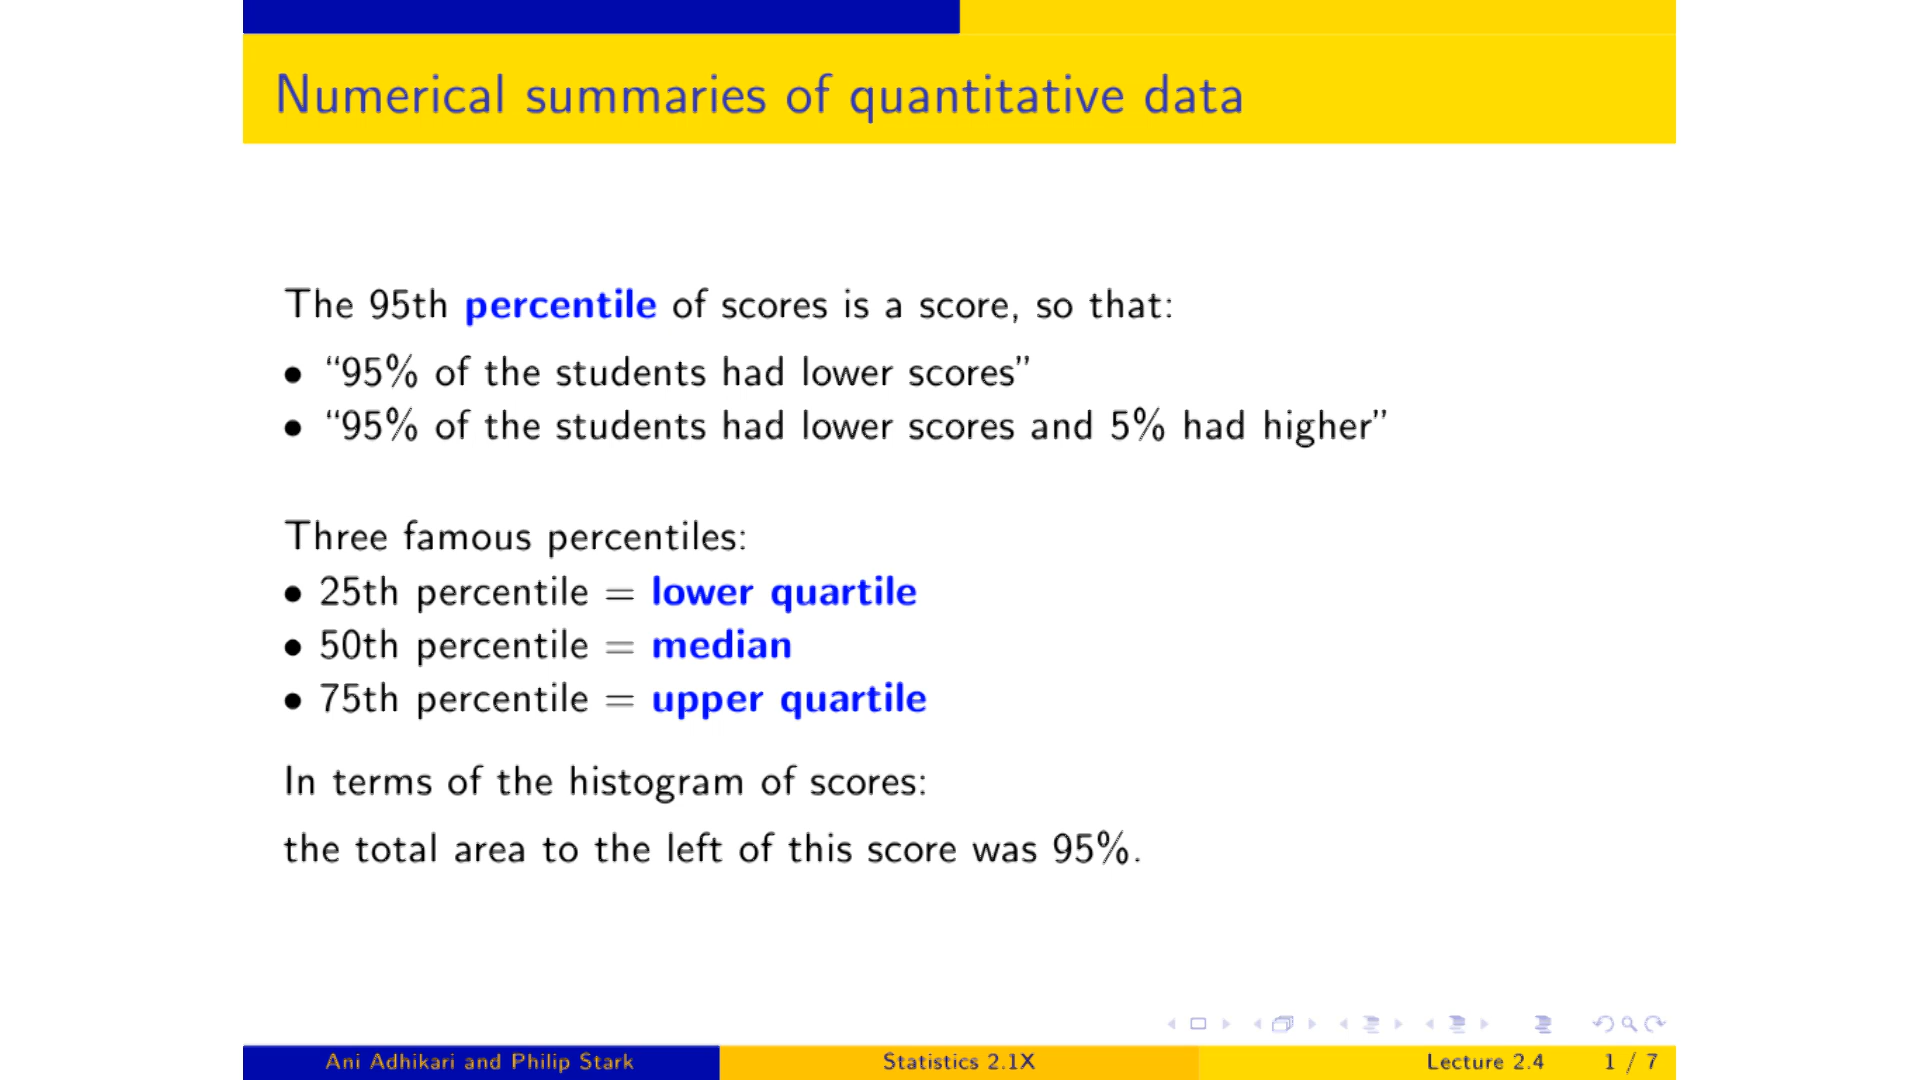 Numerical summaries of quantitative data
The 95th percentile of scores is a score, so that:
• “95% of the students had lower scores”
• “95% of the students had lower scores and 5% had higher”
Three famous percentiles:
• 25th percentile = lower quartile
• 50th percentile = median
• 75th percentile = upper quartile
In terms of the histogram of scores:
the total area to the left of this score was 95%.
Ani Adhikari and Philip Stark Statistics 2.1X Lecture 2.4 1 / 7